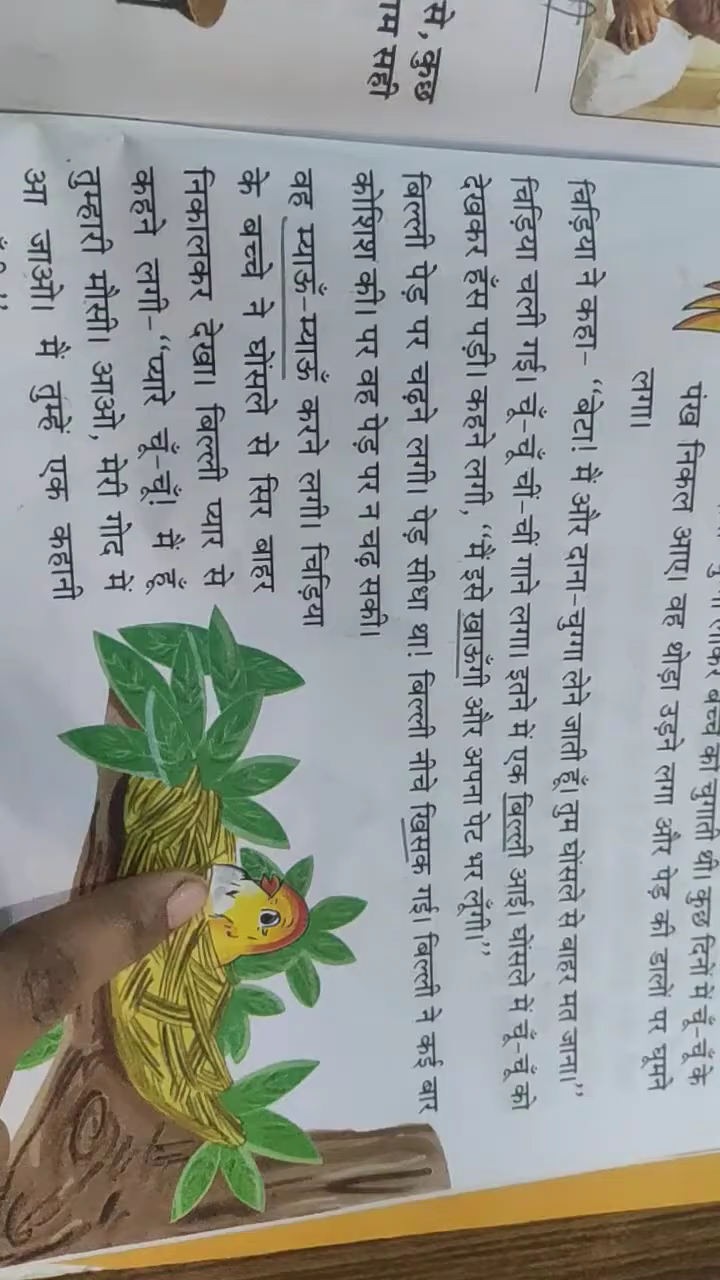 से, कुछ
सही
लाकर बच्चे को चुगाती थी। कुछ दिनों में चूँ-चूँ के
पंख निकल आए। वह थोड़ा उड़ने लगा और पेड़ की डालों पर घूमने
लगा।
चिड़िया ने कहा- “बेटा! मैं और दाना-चुग्गा लेने जाती हूँ। तुम घोंसले से बाहर मत जाना।”
चिड़िया चली गई। चूँ-चूँ चीं-चीं गाने लगा। इतने में एक बिल्ली आई। घोंसले में चूँ-चूँ को
देखकर हँस पड़ी। कहने लगी, “मैं इसे खाऊँगी और अपना पेट भर लूँगी।”
बिल्ली पेड़ पर चढ़ने लगी। पेड़ सीधा था! बिल्ली नीचे खिसक गई। बिल्ली ने कई बार
कोशिश की। पर वह पेड़ पर न चढ़ सकी।
वह म्याऊँ-म्याऊँ करने लगी। चिड़िया
के बच्चे ने घोंसले से सिर बाहर
निकालकर देखा। बिल्ली प्यार से
कहने लगी-“प्यारे चूँ-चूँ! मैं हूँ
तुम्हारी मौसी। आओ, मेरी गोद में
आ जाओ। मैं तुम्हें एक कहानी